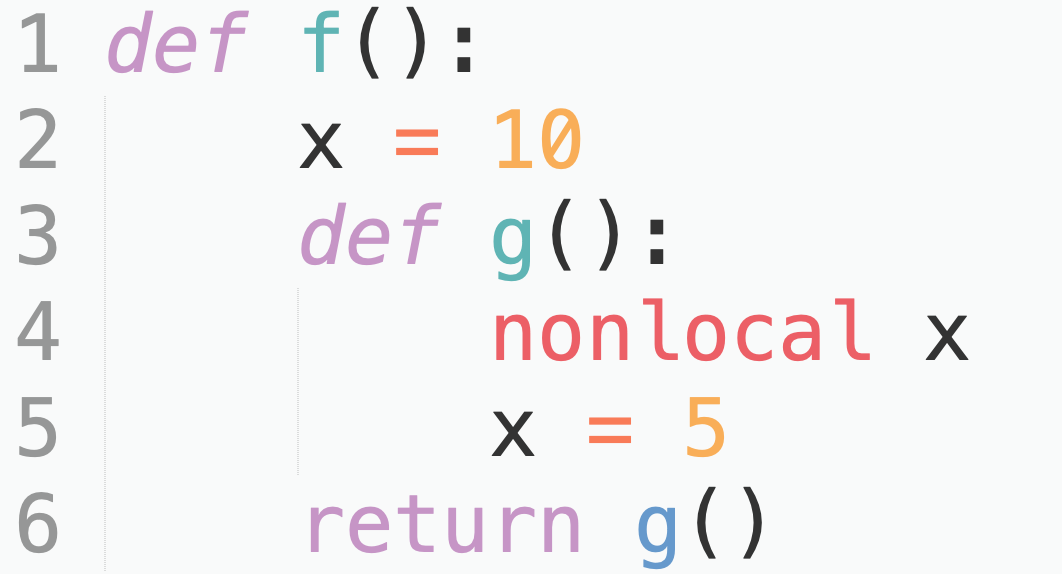 1 def f():
2     x = 10
3     def g():
4         nonlocal x
5         x = 5
6     return g()